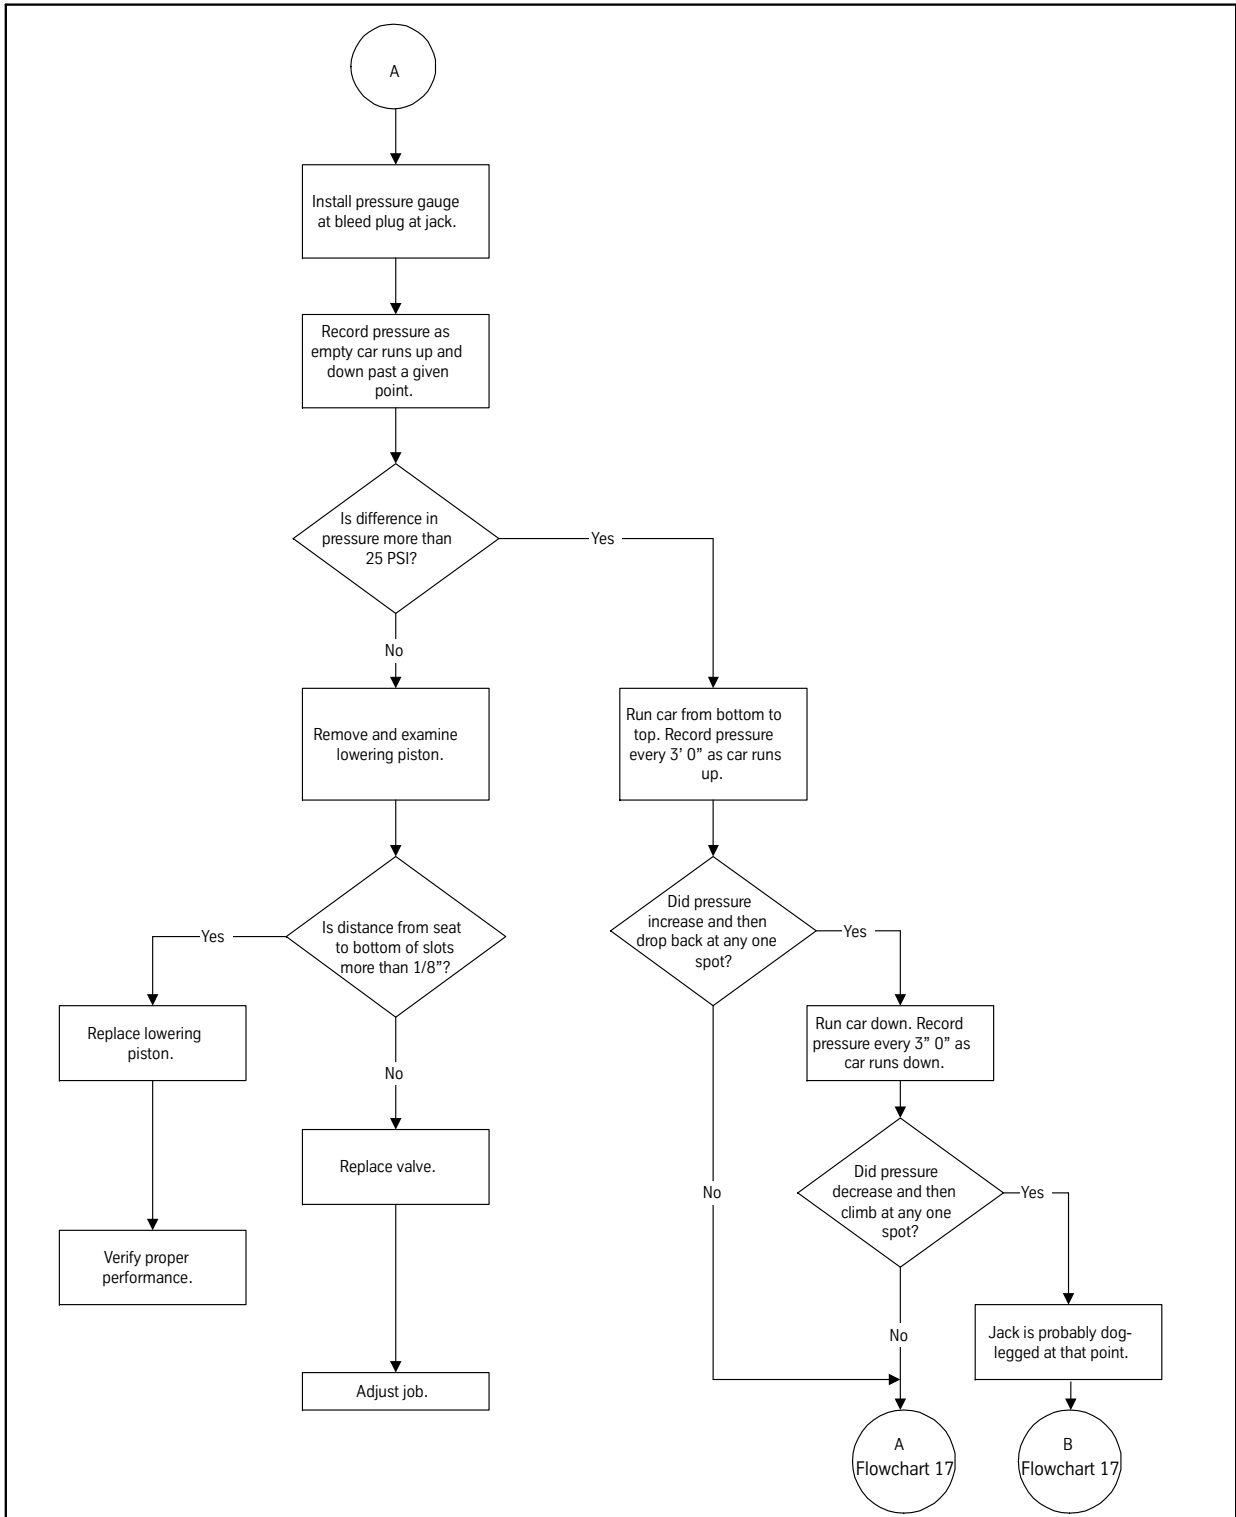 A
Install pressure gauge
at bleed plug at jack.
Record pressure as
empty car runs up and
down past a given
point.
Is difference in
pressure more than
25 PSI?
Yes
No
Remove and examine
lowering piston.
Run car from bottom to
top. Record pressure
every 3’ 0” as car runs
up.
Is distance from seat
to bottom of slots
more than 1/8”?
Yes
No
Did pressure
increase and then
drop back at any one
spot?
Yes
No
Replace lowering
piston.
Verify proper
performance.
Replace valve.
Adjust job.
Run car down. Record
pressure every 3” 0” as
car runs down.
Did pressure
decrease and then
climb at any one
spot?
Yes
No
Jack is probably dog-
legged at that point.
A
Flowchart 17
B
Flowchart 17